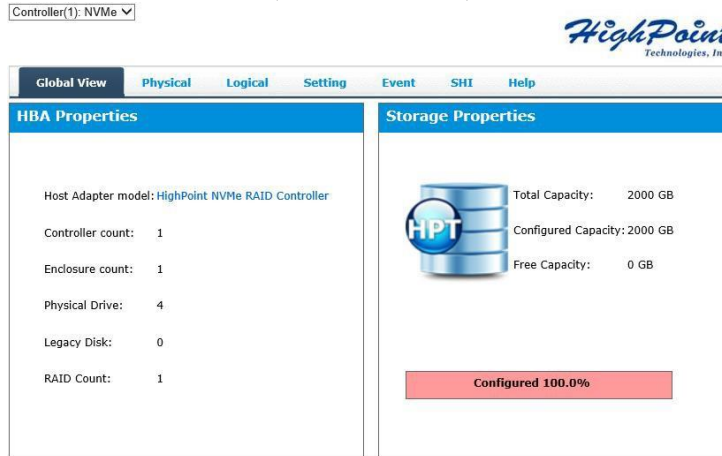 Controller(1): NVMe
HighPoint
Technologies, In
Global View Physical Logical Setting Event SHI Help
HBA Properties
Host Adapter model: HighPoint NVMe RAID Controller
Controller count: 1
Enclosure count: 1
Physical Drive: 4
Legacy Disk: 0
RAID Count: 1
Storage Properties
HPT
Total Capacity: 2000 GB
Configured Capacity: 2000 GB
Free Capacity: 0 GB
Configured 100.0%